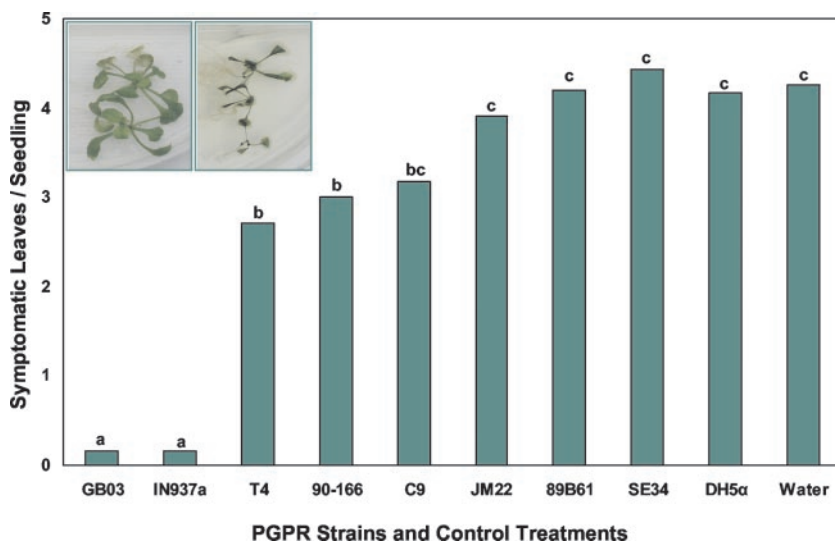 Symptomatic Leaves / Seedling
5
4
3
2
1
0
a
a
b
b
bc
c
c
c
c
c
GB03
IN937a
T4
90-166
C9
JM22
89B61
SE34
DH5α
Water
PGPR Strains and Control Treatments